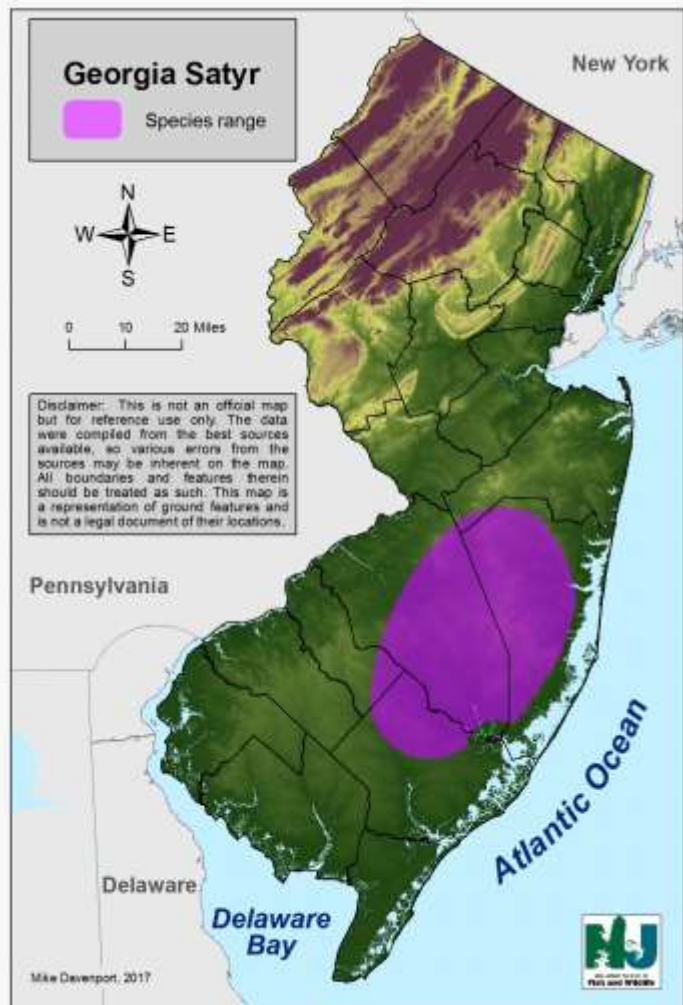 Georgia Satyr
Species range
New York
N
W E
S
0 10 20 Miles
Disclaimer: This is not an official map
but for reference use only. The data
were compiled from the best sources
available, so various errors from the
sources may be inherent on the map.
All boundaries and features therein
should be treated as such. This map is
a representation of ground features and
is not a legal document of their locations.
Pennsylvania
Atlantic Ocean
Delaware
Delaware
Bay
Mike Davenport, 2017
NJ
Fish and Wildlife